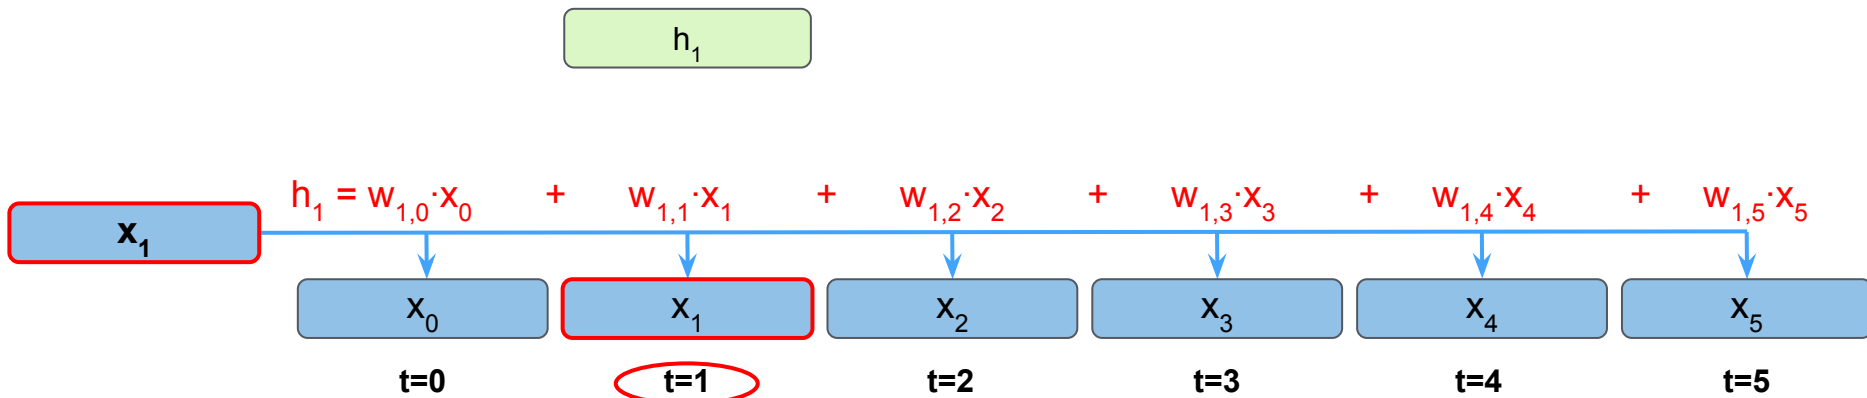 h₁
h₁ = w₁,₀·x₀ + w₁,₁·x₁ + w₁,₂·x₂ + w₁,₃·x₃ + w₁,₄·x₄ + w₁,₅·x₅
x₁
x₀ x₁ x₂ x₃ x₄ x₅
t=0 t=1 t=2 t=3 t=4 t=5